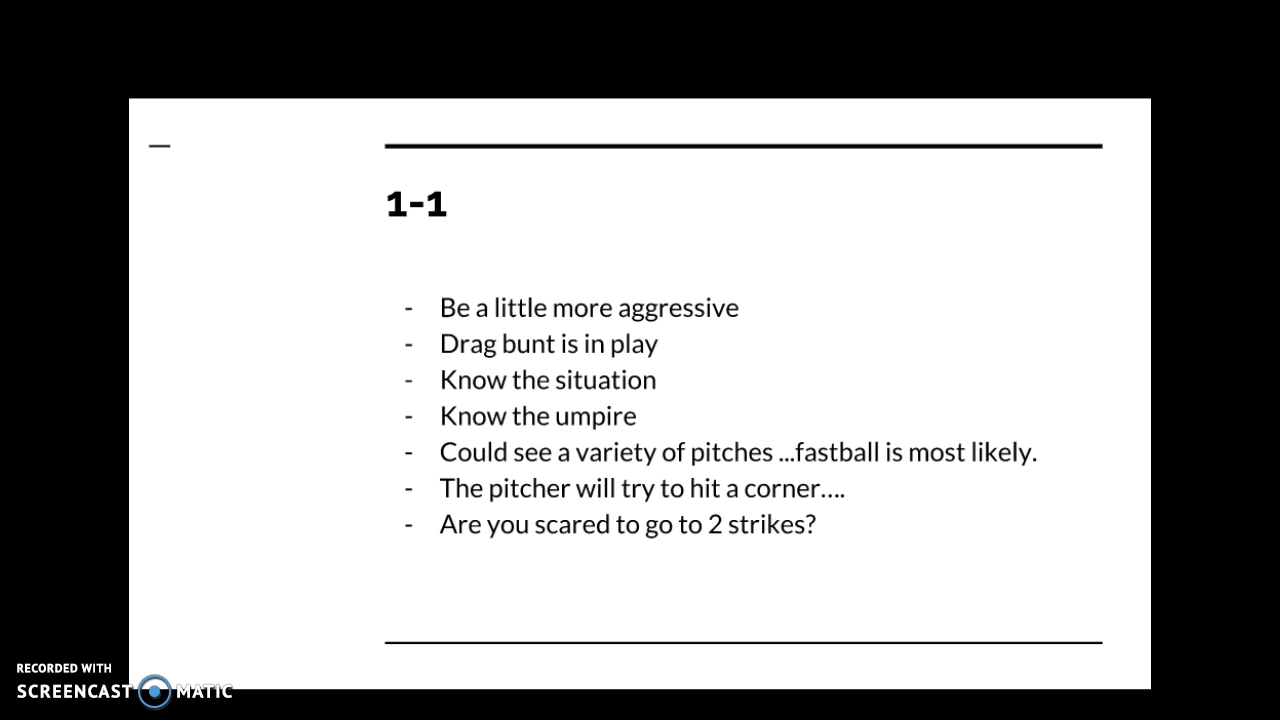 1-1
- Be a little more aggressive
- Drag bunt is in play
- Know the situation
- Know the umpire
- Could see a variety of pitches ...fastball is most likely.
- The pitcher will try to hit a corner....
- Are you scared to go to 2 strikes?
RECORDED WITH
SCREENCAST MATIC